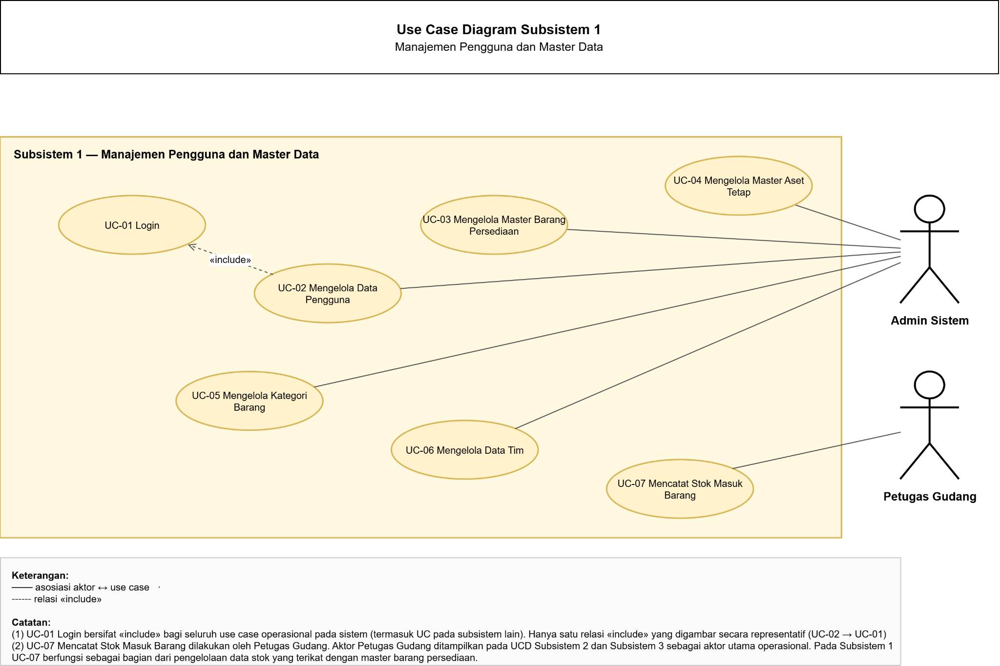 Use Case Diagram Subsistem 1
Manajemen Pengguna dan Master Data
Subsistem 1 — Manajemen Pengguna dan Master Data
UC-04 Mengelola Master Aset
Tetap
UC-01 Login
UC-03 Mengelola Master Barang
Persediaan
«include»
UC-02 Mengelola Data
Pengguna
Admin Sistem
UC-05 Mengelola Kategori
Barang
UC-06 Mengelola Data Tim
UC-07 Mencatat Stok Masuk
Barang
Petugas Gudang
Keterangan:
—— asosiasi aktor ↔ use case ·
------ relasi «include»
Catatan:
(1) UC-01 Login bersifat «include» bagi seluruh use case operasional pada sistem (termasuk UC pada subsistem lain). Hanya satu relasi «include» yang digambar secara representatif (UC-02 → UC-01)
(2) UC-07 Mencatat Stok Masuk Barang dilakukan oleh Petugas Gudang. Aktor Petugas Gudang ditampilkan pada UCD Subsistem 2 dan Subsistem 3 sebagai aktor utama operasional. Pada Subsistem 1
UC-07 berfungsi sebagai bagian dari pengelolaan data stok yang terikat dengan master barang persediaan.